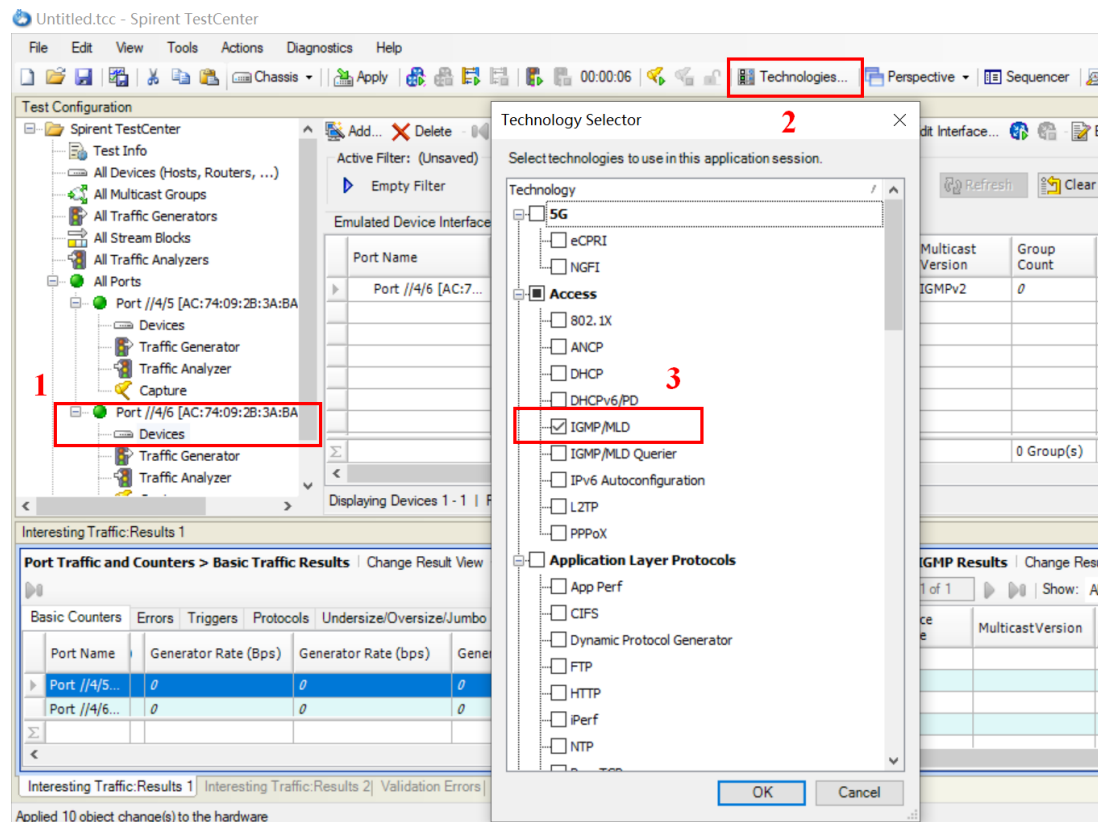 Untitled.tcc - Spirent TestCenter
File Edit View Tools Actions Diagnostics Help
Chassis Apply 00:00:06 Technologies... Perspective Sequencer
Test Configuration
Spirent TestCenter
Test Info
All Devices (Hosts, Routers, ...)
All Multicast Groups
All Traffic Generators
All Stream Blocks
All Traffic Analyzers
All Ports
Port //4/5 [AC:74:09:2B:3A:BA
Devices
Traffic Generator
Traffic Analyzer
Capture
1
Port //4/6 [AC:74:09:2B:3A:BA
Devices
Traffic Generator
Traffic Analyzer
Add... Delete
Active Filter: (Unsaved)
Empty Filter
Emulated Device Interface
Port Name
Port //4/6 [AC:7...
Displaying Devices 1 - 1 |
Technology Selector
2
Select technologies to use in this application session.
Technology /
5G
eCPRI
NGFI
Access
802.1X
ANCP
DHCP
3
DHCPv6/PD
IGMP/MLD
IGMP/MLD Querier
IPv6 Autoconfiguration
L2TP
PPPoX
Application Layer Protocols
App Perf
CIFS
Dynamic Protocol Generator
FTP
HTTP
iPerf
NTP
OK Cancel
dit Interface...
Refresh Clear
Multicast Version Group Count
IGMPv2 0
0 Group(s)
Interesting Traffic:Results 1
Port Traffic and Counters > Basic Traffic Results | Change Result View
Basic Counters Errors Triggers Protocols Undersize/Oversize/Jumbo
Port Name Generator Rate (Bps) Generator Rate (bps) Gener
Port //4/5... 0 0 0
Port //4/6... 0 0 0
IGMP Results | Change Res
1 of 1 Show: A
ce
e
MulticastVersion
Interesting Traffic:Results 1 Interesting Traffic:Results 2 Validation Errors
Applied 10 object change(s) to the hardware